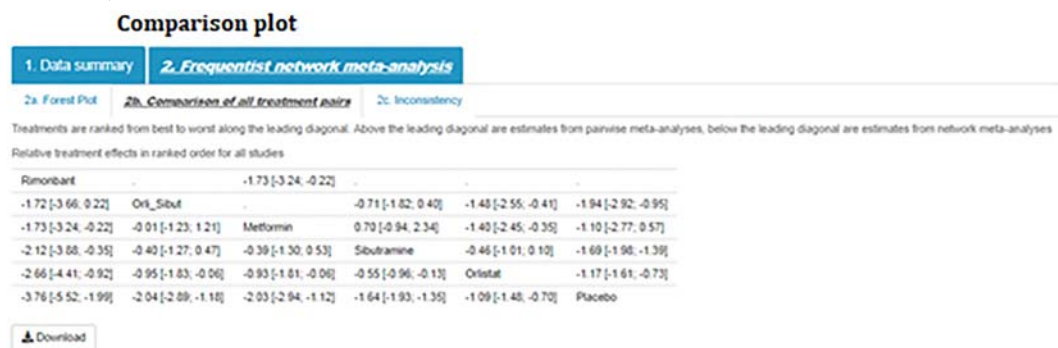 Comparison plot
1. Data summary 2. Frequentist network meta-analysis
2a. Forest Plot 2b. Comparison of all treatment pairs 2c. Inconsistency
Treatments are ranked from best to worst along the leading diagonal. Above the leading diagonal are estimates from pairwise meta-analyses, below the leading diagonal are estimates from network meta-analyses
Relative treatment effects in ranked order for all studies
Rimonbant . -1.73 [-3.24; -0.22] . . .
-1.72 [-3.66; 0.22] Orli_Sibut . -0.71 [-1.82; 0.40] -1.48 [-2.55; -0.41] -1.94 [-2.92; -0.95]
-1.73 [-3.24; -0.22] -0.01 [-1.23; 1.21] Metformin 0.70 [-0.94; 2.34] -1.40 [-2.45; -0.35] -1.10 [-2.77; 0.57]
-2.12 [-3.88; -0.35] -0.40 [-1.27; 0.47] -0.39 [-1.30; 0.53] Sibutramine -0.46 [-1.01; 0.10] -1.69 [-1.98; -1.39]
-2.66 [-4.41; -0.92] -0.95 [-1.83; -0.06] -0.93 [-1.81; -0.06] -0.55 [-0.96; -0.13] Orlistat -1.17 [-1.61; -0.73]
-3.76 [-5.52; -1.99] -2.04 [-2.89; -1.18] -2.03 [-2.94; -1.12] -1.64 [-1.93; -1.35] -1.09 [-1.48; -0.70] Placebo
Download